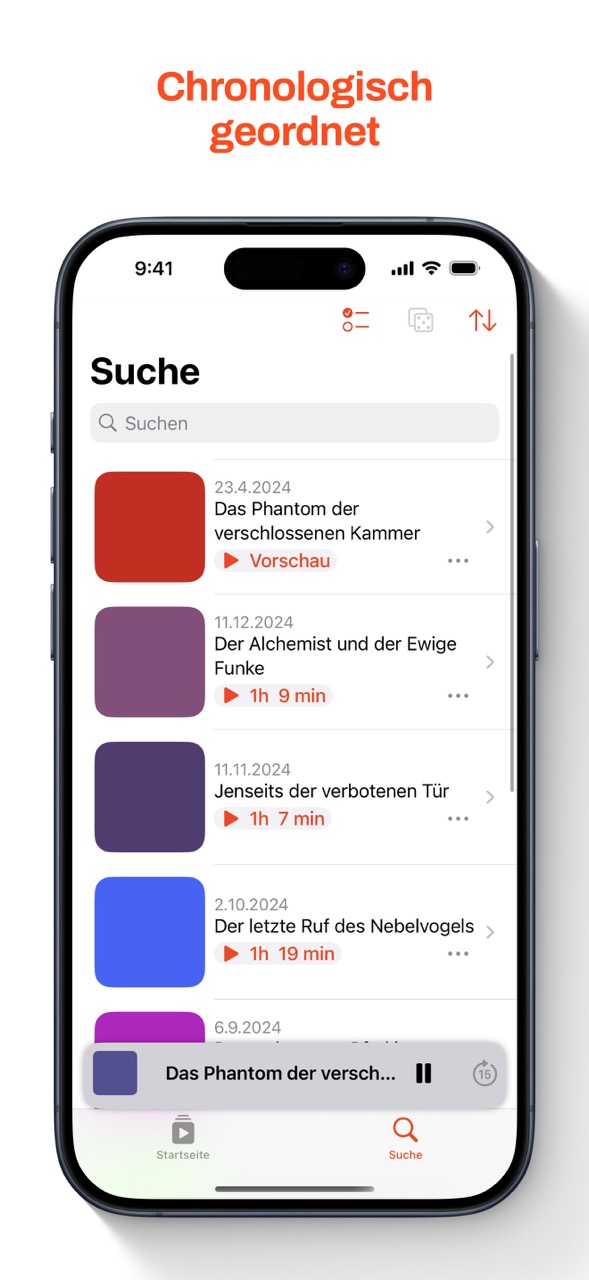 Chronologisch
geordnet
9:41
Suche
Suchen
23.4.2024
Das Phantom der
verschlossenen Kammer
Vorschau
11.12.2024
Der Alchemist und der Ewige
Funke
1h 9 min
11.11.2024
Jenseits der verbotenen Tür
1h 7 min
2.10.2024
Der letzte Ruf des Nebelvogels
1h 19 min
6.9.2024
Das Phantom der versch...
15
Startseite
Suche